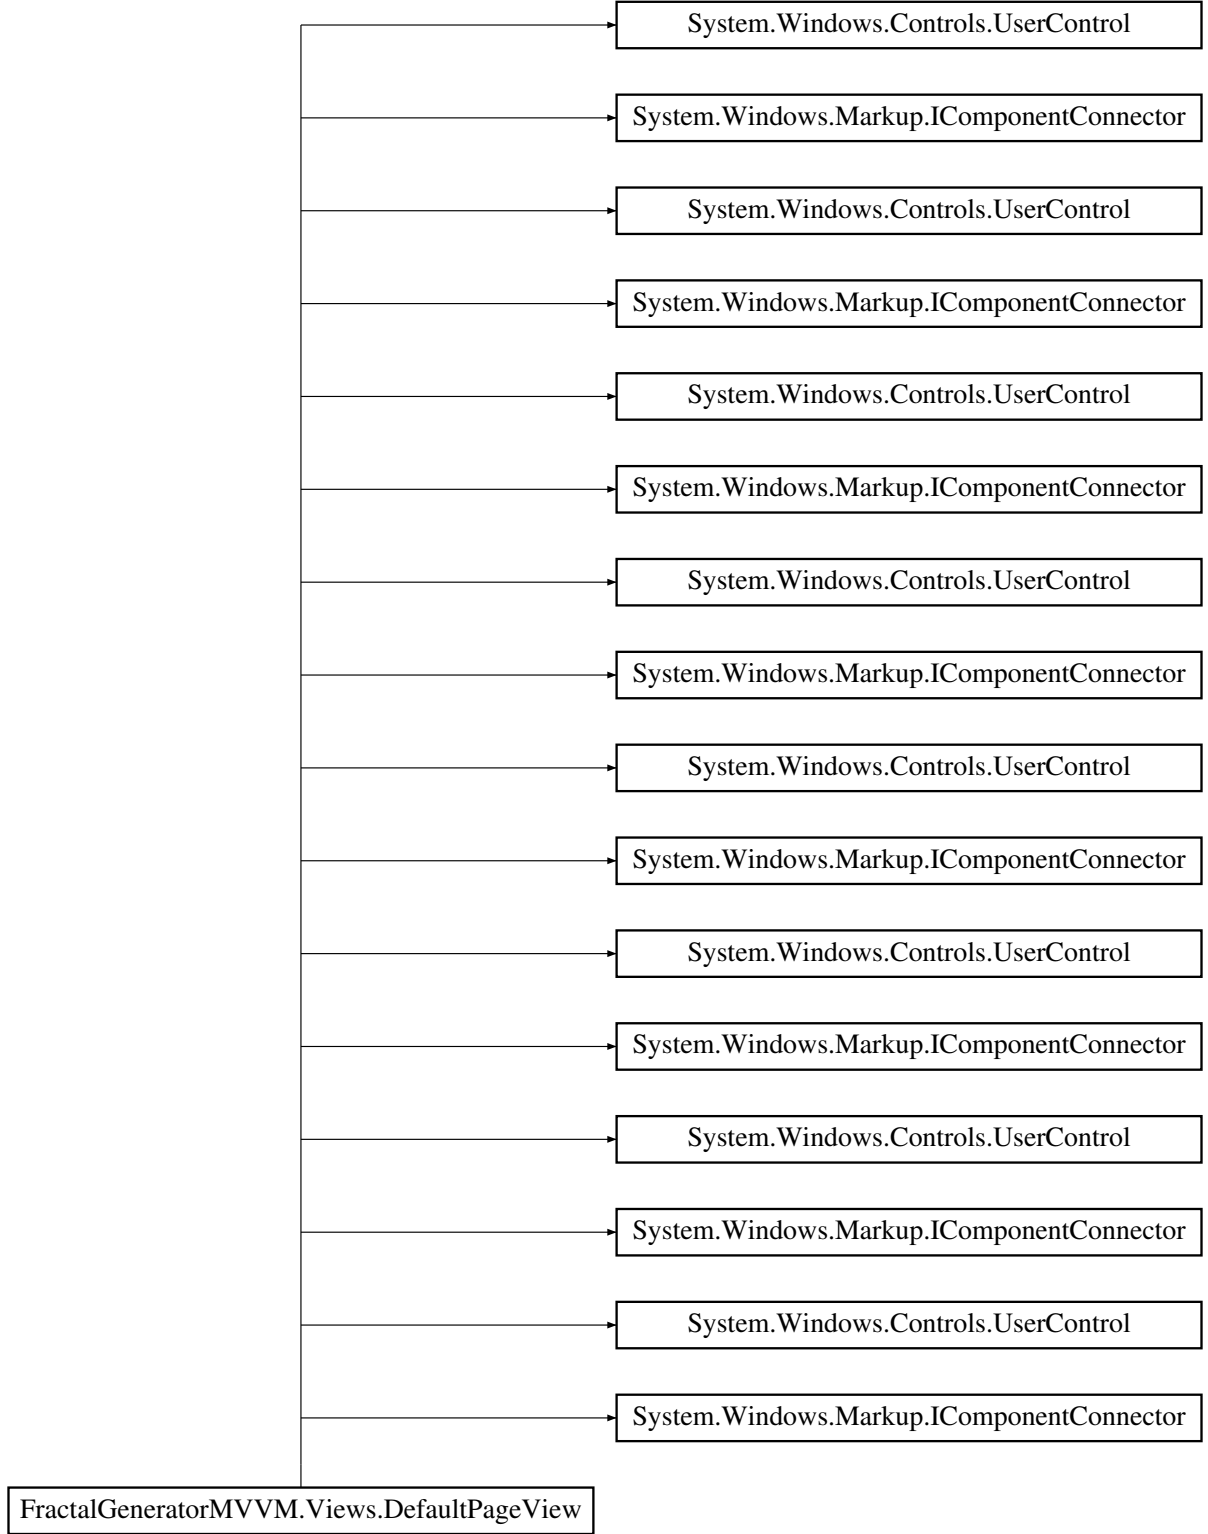 System.Windows.Controls.UserControl
System.Windows.Markup.IComponentConnector
System.Windows.Controls.UserControl
System.Windows.Markup.IComponentConnector
System.Windows.Controls.UserControl
System.Windows.Markup.IComponentConnector
System.Windows.Controls.UserControl
System.Windows.Markup.IComponentConnector
System.Windows.Controls.UserControl
System.Windows.Markup.IComponentConnector
System.Windows.Controls.UserControl
System.Windows.Markup.IComponentConnector
System.Windows.Controls.UserControl
System.Windows.Markup.IComponentConnector
System.Windows.Controls.UserControl
System.Windows.Markup.IComponentConnector
FractalGeneratorMVVM.Views.DefaultPageView